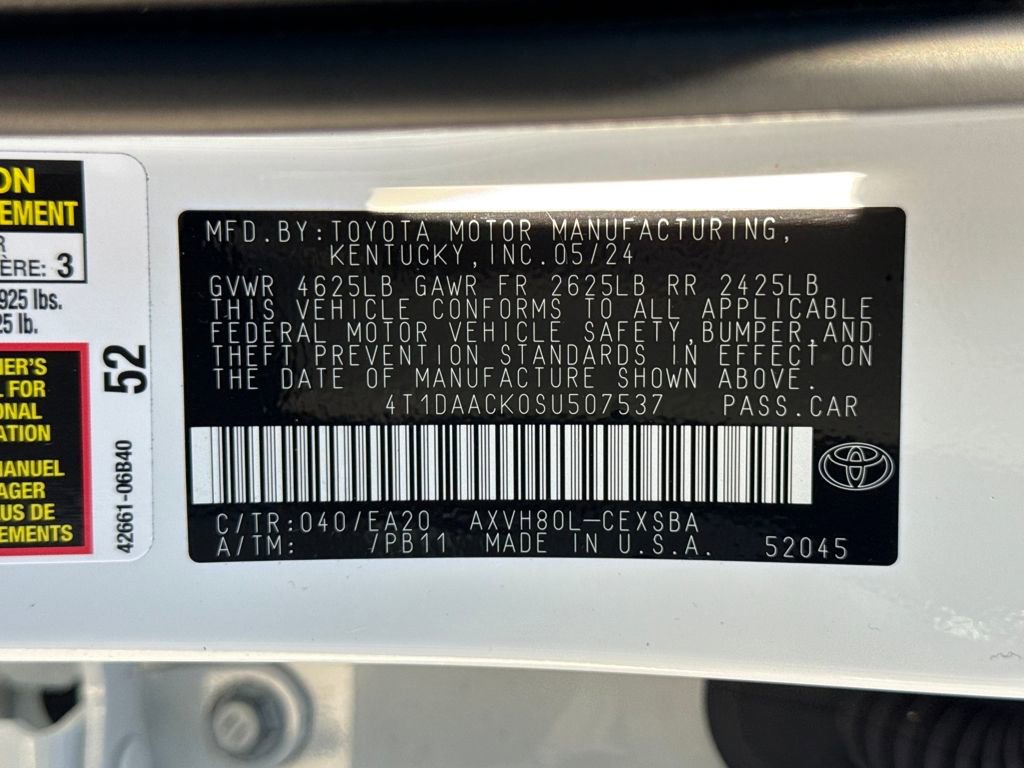 ON
EMENT
R
ÈRE: 3
925 lbs.
25 lb.
52
ER'S
L FOR
ONAL
ATION
MANUEL
AGER
US DE
EMENTS
42661-06B40
MFD.BY:TOYOTA MOTOR MANUFACTURING,
KENTUCKY,INC.05/24
GVWR 4625LB GAWR FR 2625LB RR 2425LB
THIS VEHICLE CONFORMS TO ALL APPLICABLE
FEDERAL MOTOR VEHICLE SAFETY,BUMPER,AND
THEFT PREVENTION STANDARDS IN EFFECT ON
THE DATE OF MANUFACTURE SHOWN ABOVE.
4T1DAACK0SU507537 PASS.CAR
C/TR:040/EA20 AXVH80L-CEXSBA
A/TM: /PB11 MADE IN U.S.A. 52045